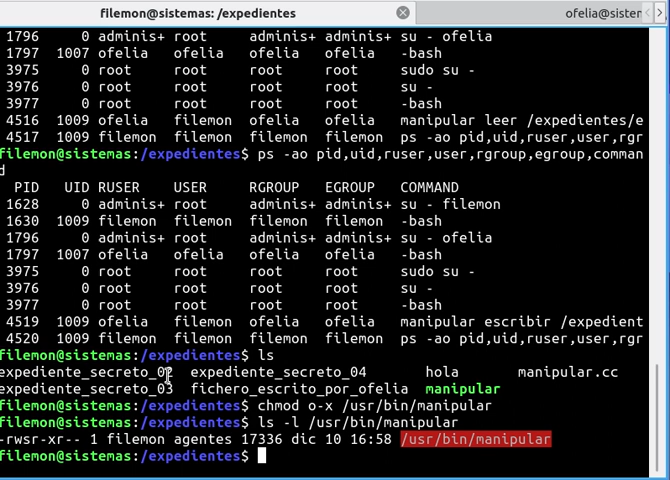 filemon@sistemas: /expedientes
ofelia@sister
1796 0 adminis+ root adminis+ adminis+ su - ofelia
1797 1007 ofelia ofelia ofelia ofelia -bash
3975 0 root root root root sudo su -
3976 0 root root root root su -
3977 0 root root root root -bash
4516 1009 ofelia filemon ofelia filemon manipular leer /expedientes/e
4517 1009 filemon filemon filemon filemon ps -ao pid,uid,ruser,user,rgr
filemon@sistemas:/expedientes$ ps -ao pid,uid,ruser,user,rgroup,egroup,comman
d
PID UID RUSER USER RGROUP EGROUP COMMAND
1628 0 adminis+ root adminis+ adminis+ su - filemon
1630 1009 filemon filemon filemon filemon -bash
1796 0 adminis+ root adminis+ adminis+ su - ofelia
1797 1007 ofelia ofelia ofelia ofelia -bash
3975 0 root root root root sudo su -
3976 0 root root root root su -
3977 0 root root root root -bash
4519 1009 ofelia filemon ofelia filemon manipular escribir /expedient
4520 1009 filemon filemon filemon filemon ps -ao pid,uid,ruser,user,rgr
filemon@sistemas:/expedientes$ ls
expediente_secreto_02 expediente_secreto_04 hola manipular.cc
expediente_secreto_03 fichero_escrito_por_ofelia manipular
filemon@sistemas:/expedientes$ chmod o-x /usr/bin/manipular
filemon@sistemas:/expedientes$ ls -l /usr/bin/manipular
-rwsr-xr-- 1 filemon agentes 17336 dic 10 16:58 /usr/bin/manipular
filemon@sistemas:/expedientes$